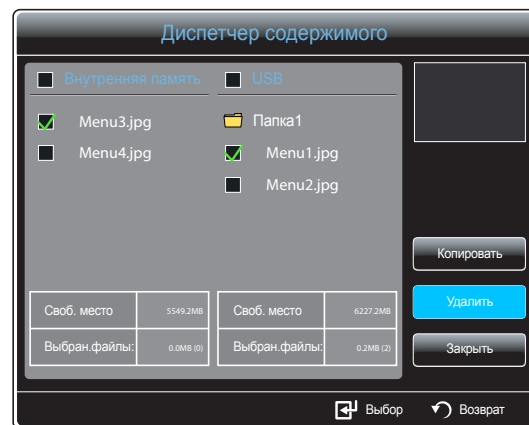 Диспетчер содержимого
Внутренняя память
USB
Menu3.jpg
Папка1
Menu4.jpg
Menu1.jpg
Menu2.jpg
Копировать
Своб. место 5549.2MB
Своб. место 6227.2MB
Удалить
Выбран.файлы: 0.0MB (0)
Выбран.файлы: 0.2MB (2)
Закрыть
Выбор
Возврат